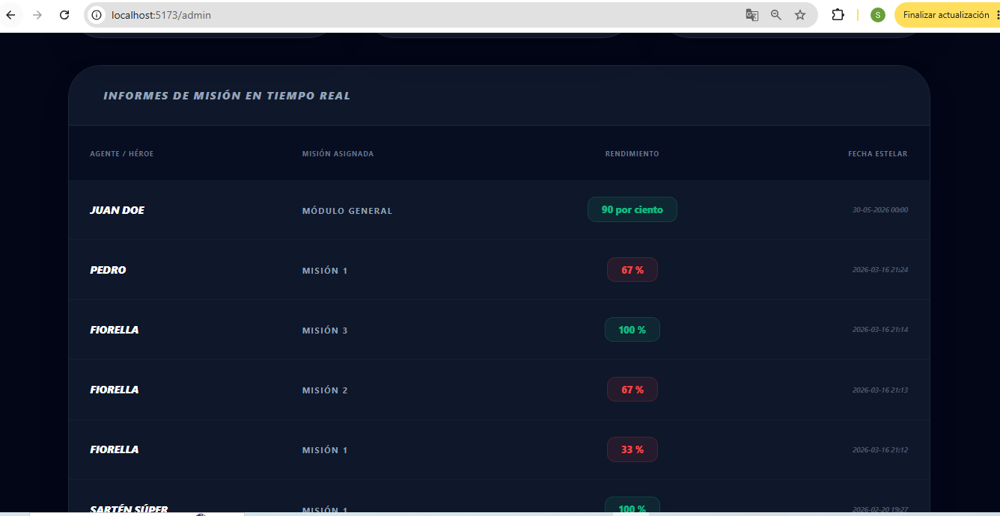 localhost:5173/admin
S
Finalizar actualización
INFORMES DE MISIÓN EN TIEMPO REAL
AGENTE / HÉROE MISIÓN ASIGNADA RENDIMIENTO FECHA ESTELAR
JUAN DOE MÓDULO GENERAL 90 por ciento 30-05-2026 00:00
PEDRO MISIÓN 1 67 % 2026-03-16 21:24
FIORELLA MISIÓN 3 100 % 2026-03-16 21:14
FIORELLA MISIÓN 2 67 % 2026-03-16 21:13
FIORELLA MISIÓN 1 33 % 2026-03-16 21:12
SARTÉN SÚPER MISIÓN 1 100 % 2026-02-20 19:27